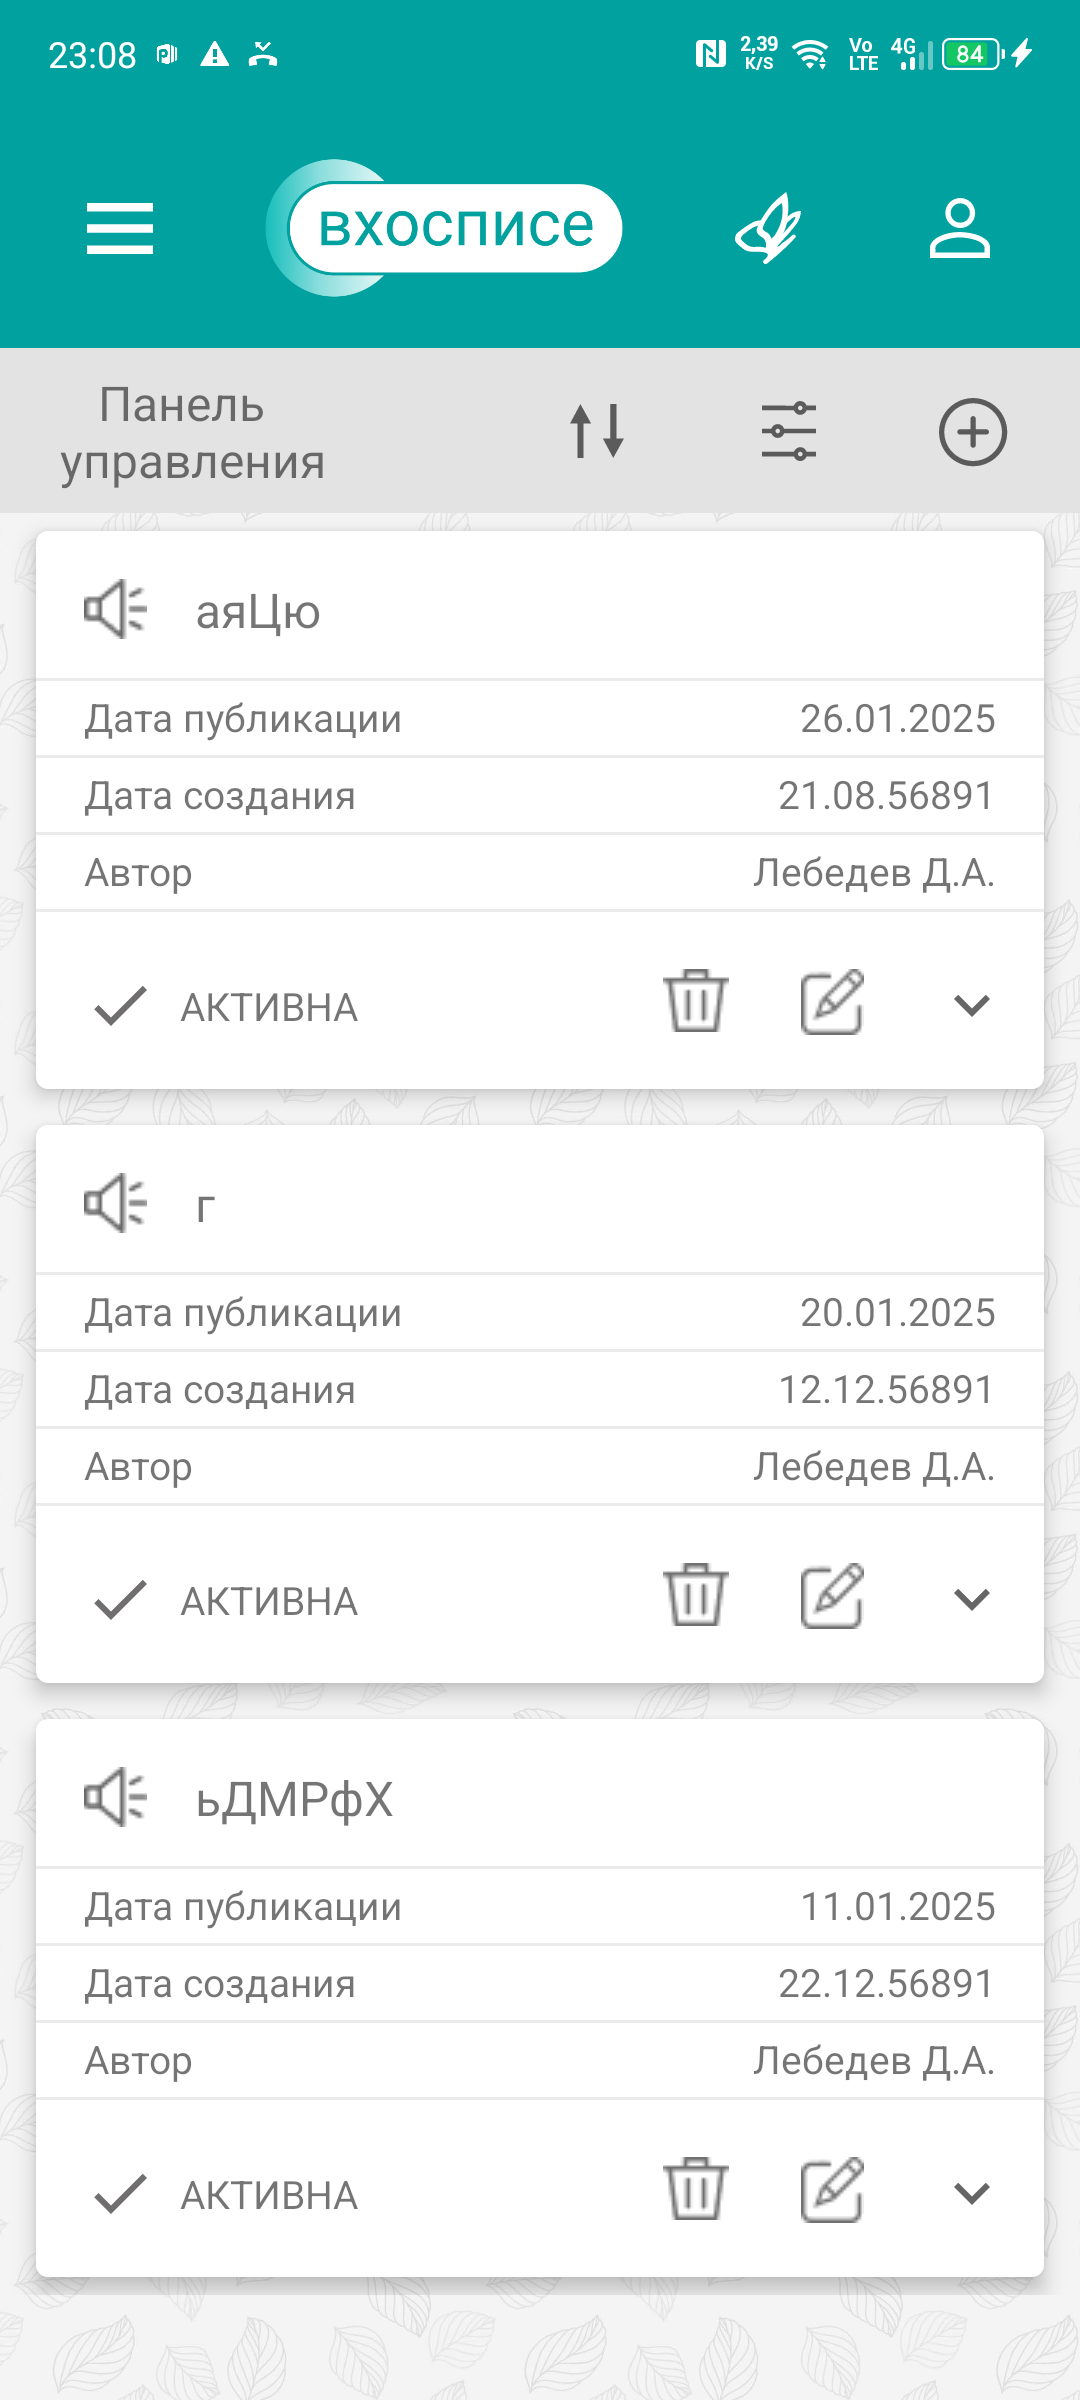 23:08 2,39 K/S Vo LTE 4G 84
вхосписе
Панель
управления
аяЦю
Дата публикации 26.01.2025
Дата создания 21.08.56891
Автор Лебедев Д.А.
АКТИВНА
г
Дата публикации 20.01.2025
Дата создания 12.12.56891
Автор Лебедев Д.А.
АКТИВНА
ьДМРфХ
Дата публикации 11.01.2025
Дата создания 22.12.56891
Автор Лебедев Д.А.
АКТИВНА